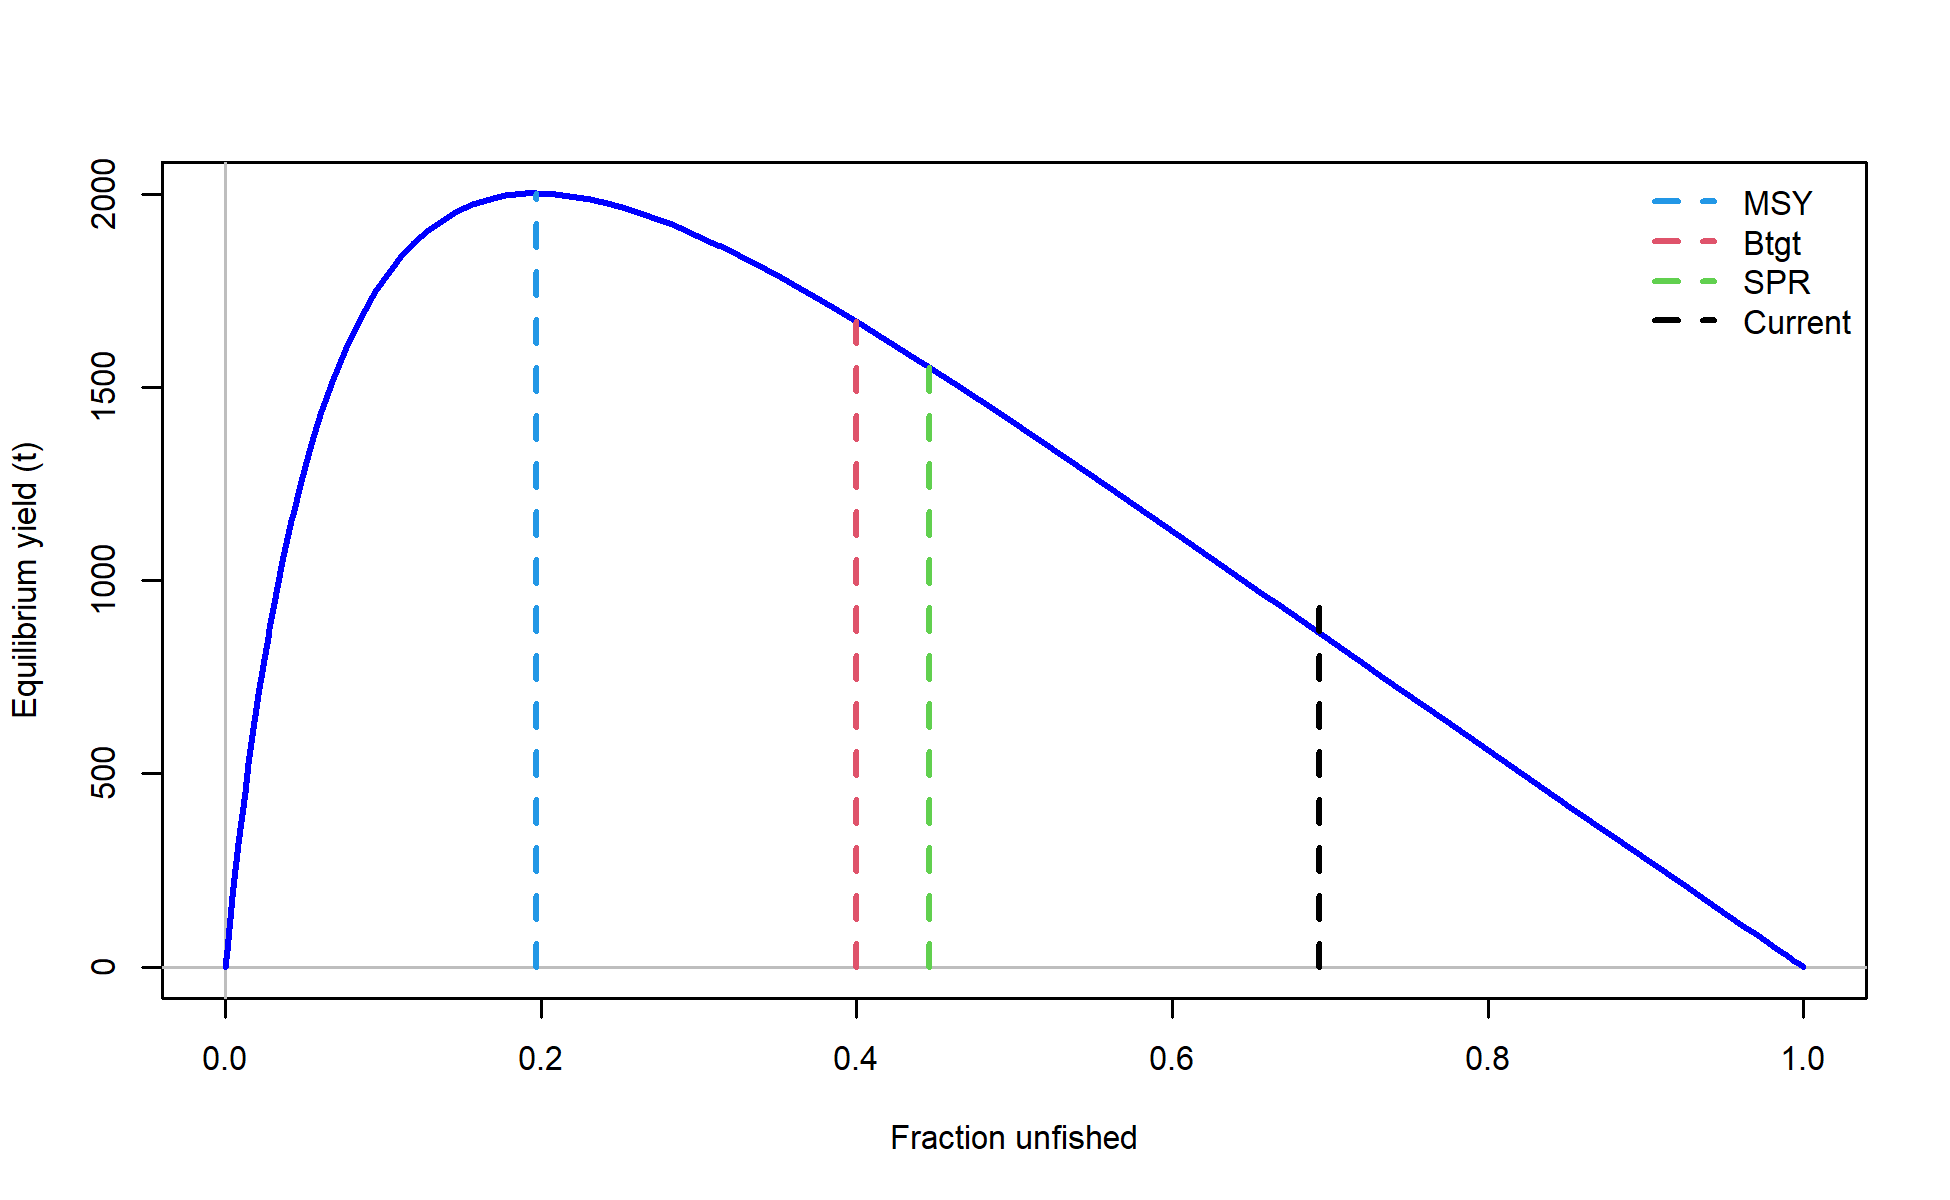 MSY
Btgt
SPR
Current
Equilibrium yield (t)
2000
1500
1000
500
0
0.0 0.2 0.4 0.6 0.8 1.0
Fraction unfished